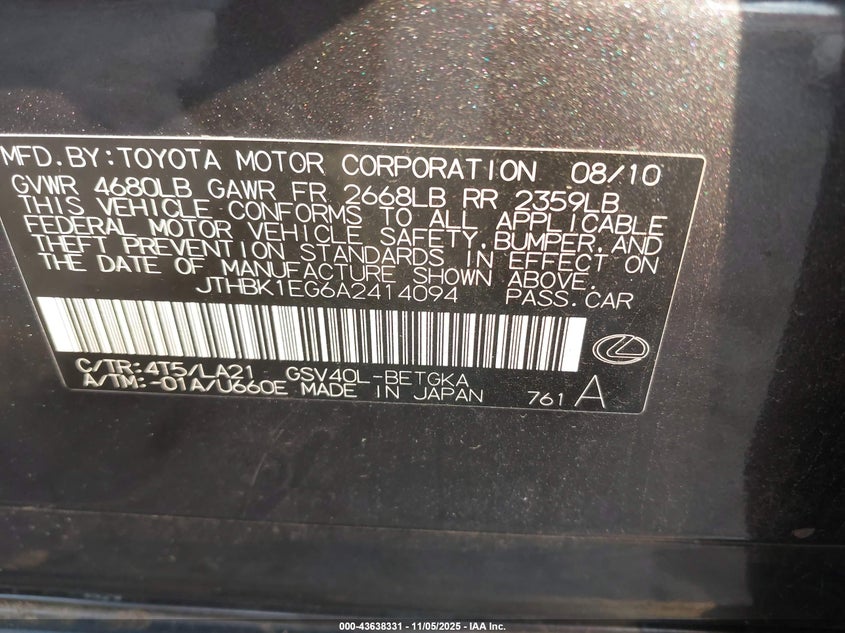 MFD.BY:TOYOTA MOTOR CORPORATION 08/10
GVWR 4680LB GAWR FR 2668LB RR 2359LB
THIS VEHICLE CONFORMS TO ALL APPLICABLE
FEDERAL MOTOR VEHICLE SAFETY,BUMPER,AND
THEFT PREVENTION STANDARDS IN EFFECT ON
THE DATE OF MANUFACTURE SHOWN ABOVE.
JTHBK1EG6A2414094 PASS.CAR
C/TR:4T5/LA21 GSV40L-BETGKA
A/TM:-01A/U660E MADE IN JAPAN 761 A
000-43638331 - 11/05/2025 - IAA Inc.